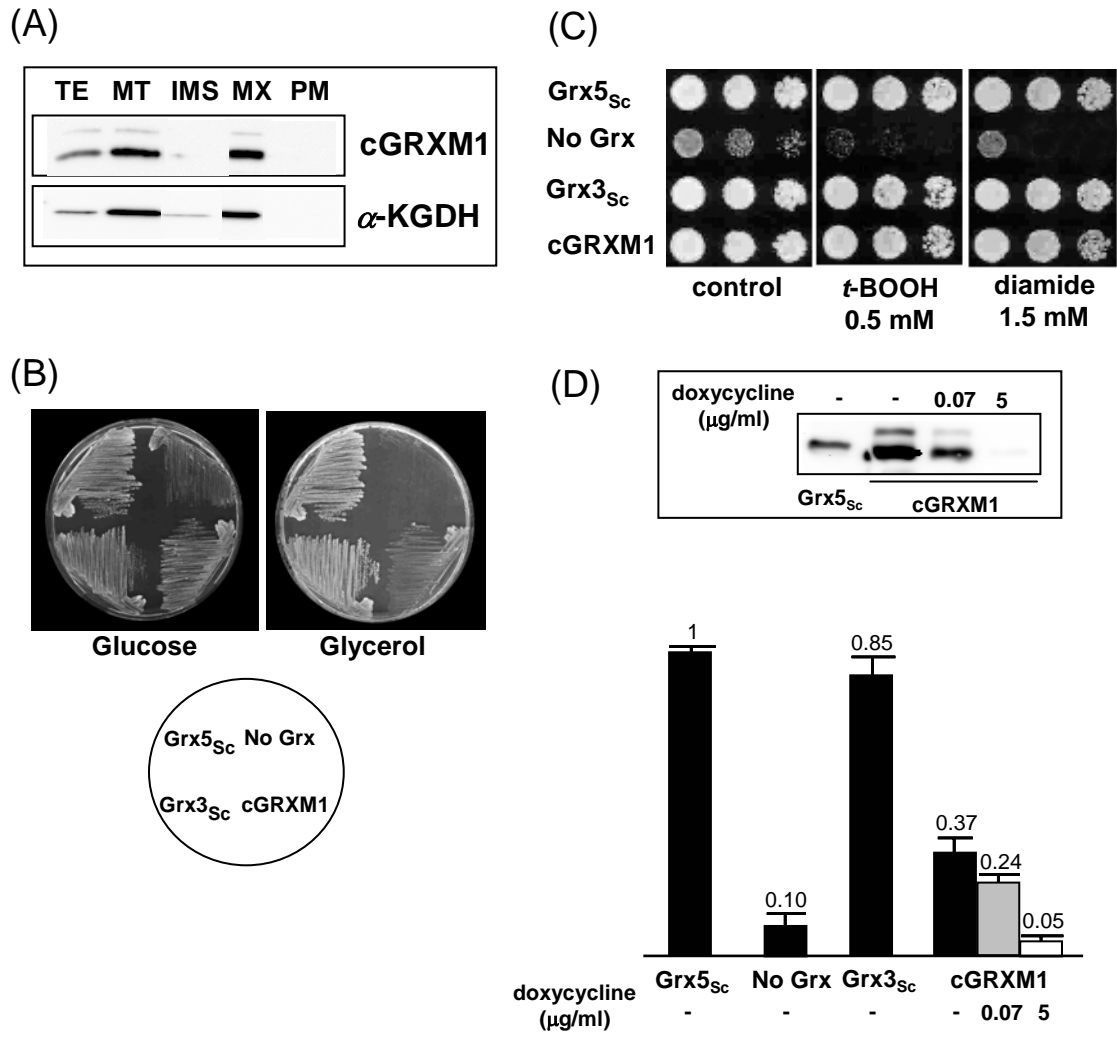 (A)
TE MT IMS MX PM
cGRXM1
α-KGDH
(B)
Glucose Glycerol
Grx5Sc No Grx
Grx3Sc cGRXM1
(C)
Grx5Sc
No Grx
Grx3Sc
cGRXM1
control t-BOOH diamide
0.5 mM 1.5 mM
(D)
doxycycline - - 0.07 5
(μg/ml)
Grx5Sc cGRXM1
1
0.85
0.37
0.24
0.10
0.05
Grx5Sc No Grx Grx3Sc cGRXM1
doxycycline
(μg/ml) - - - - 0.07 5